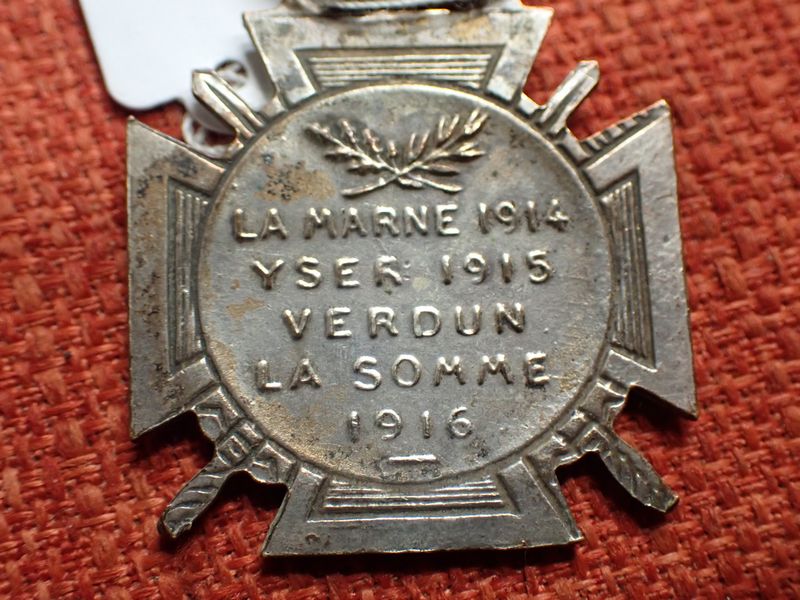 LA MARNE 1914
YSER 1915
VERDUN
LA SOMME
1916